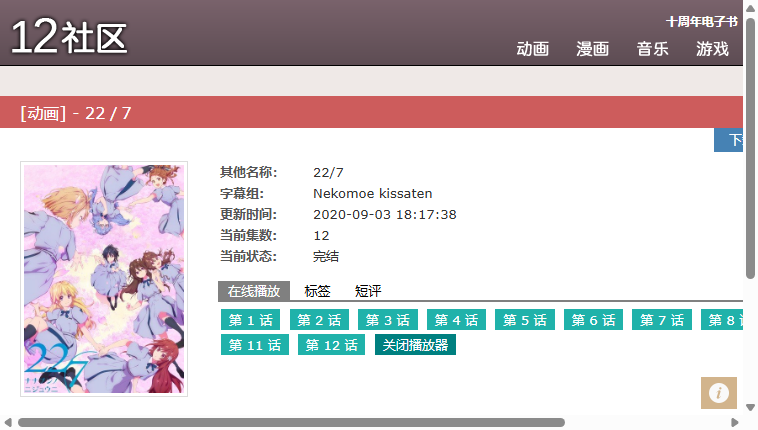 12社区
十周年电子书
动画 漫画 音乐 游戏
[动画] - 22 / 7
其他名称: 22/7
字幕组: Nekomoe kissaten
更新时间: 2020-09-03 18:17:38
当前集数: 12
当前状态: 完结
在线播放 标签 短评
第 1 话 第 2 话 第 3 话 第 4 话 第 5 话 第 6 话 第 7 话 第 8
第 11 话 第 12 话 关闭播放器
22/7
ナナブンノ
ニジュウニ
i